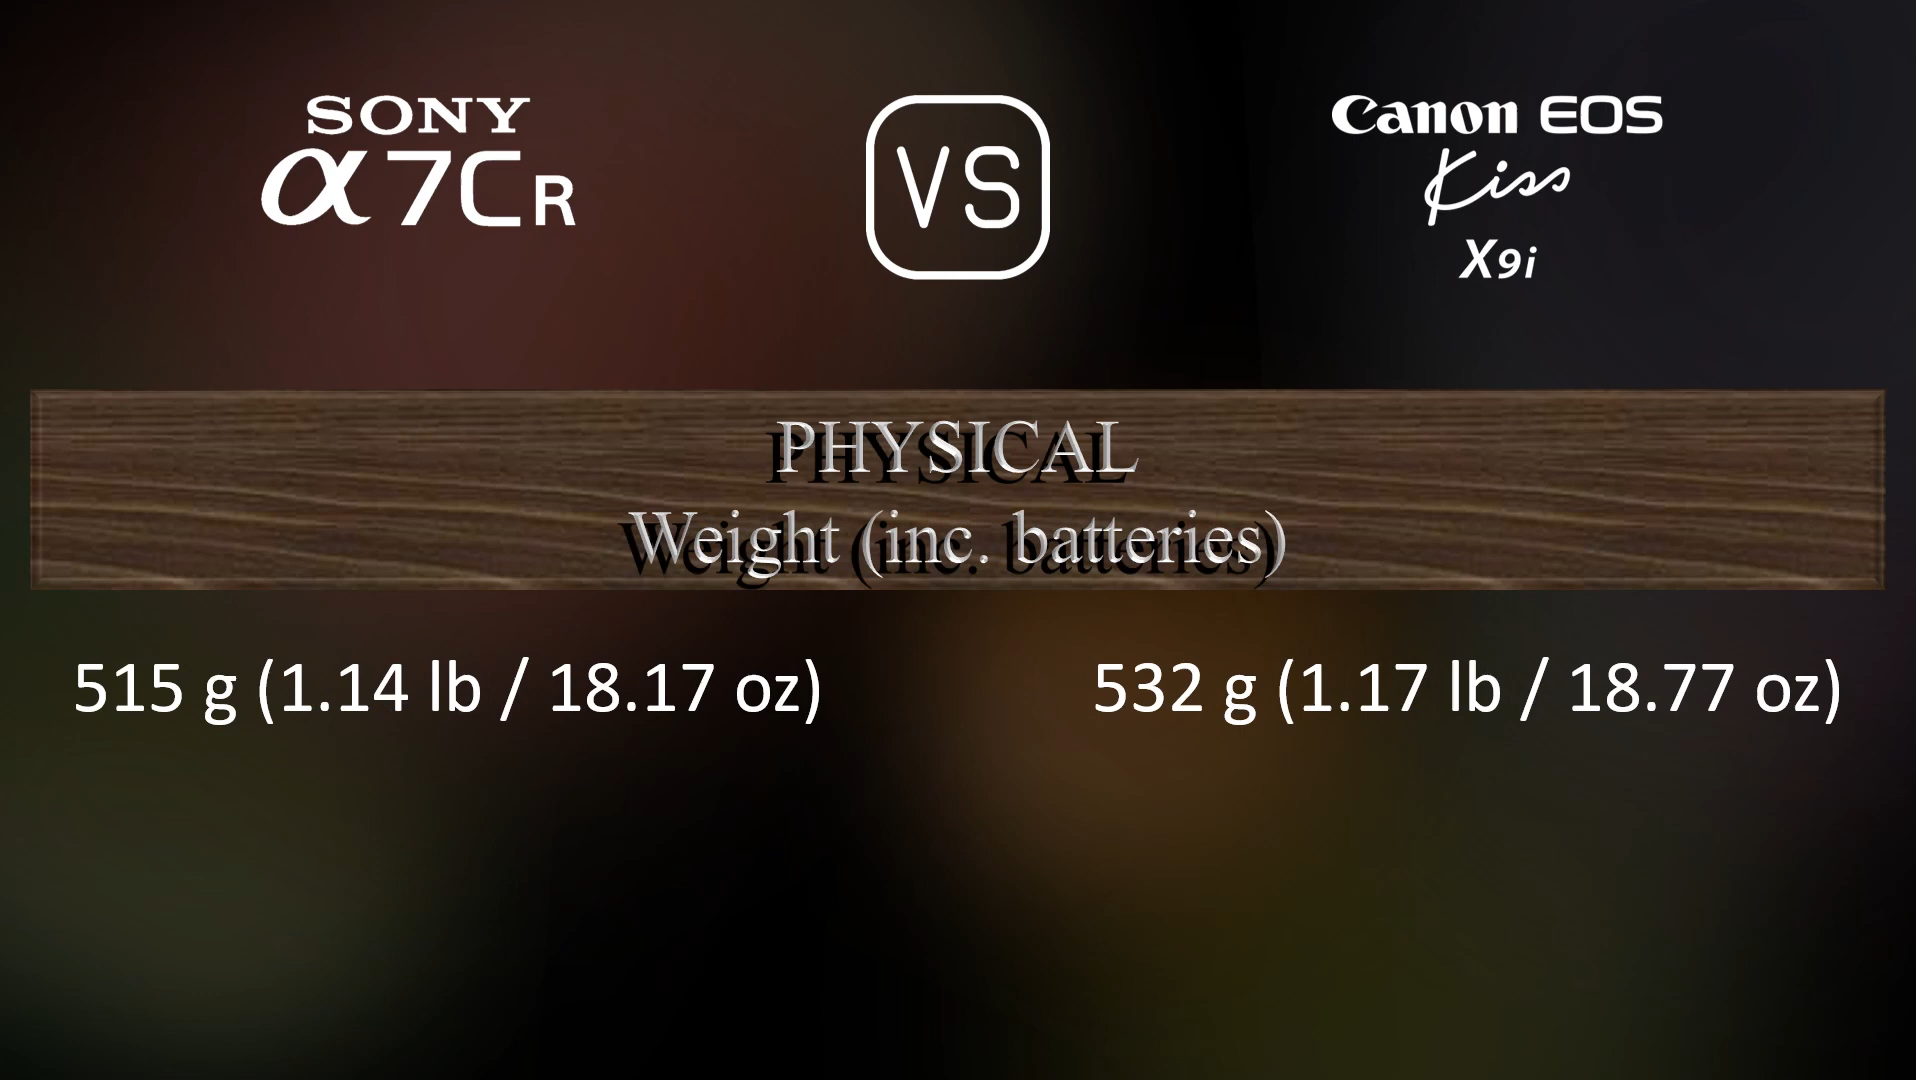 SONY
α7CR
VS
Canon EOS
Kiss
X9i
PHYSICAL
Weight (inc. batteries)
515 g (1.14 lb / 18.17 oz)
532 g (1.17 lb / 18.77 oz)